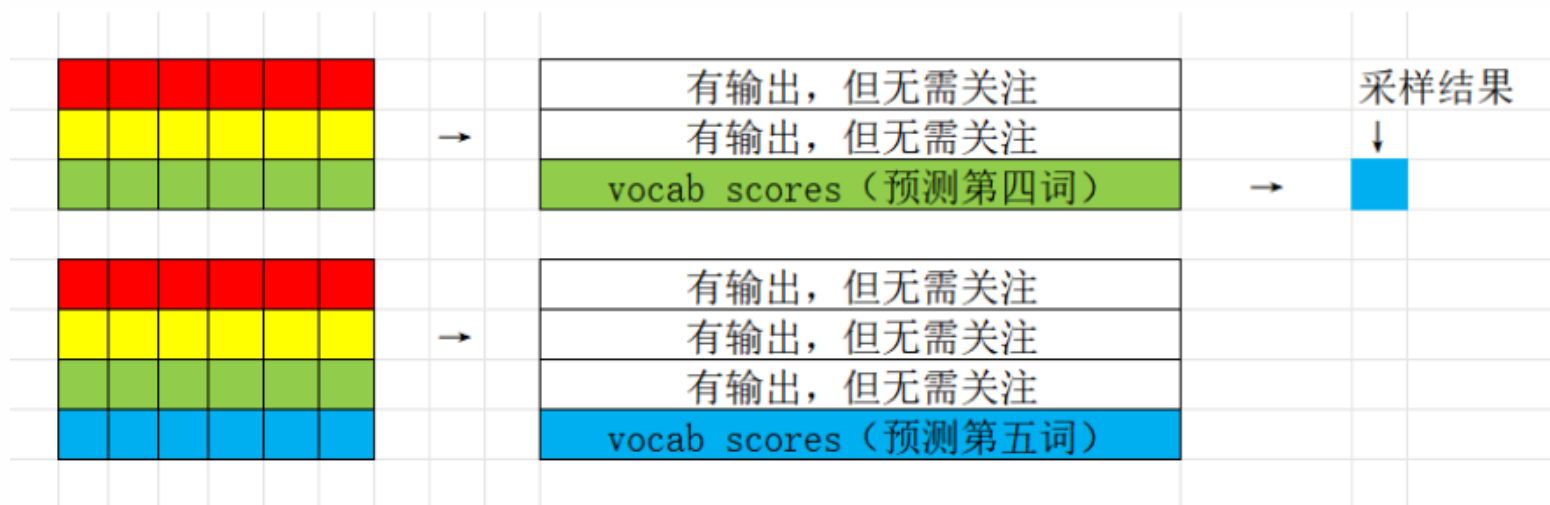 有输出，但无需关注
采样结果
有输出，但无需关注
↓
→
vocab scores（预测第四词）
→
有输出，但无需关注
有输出，但无需关注
→
有输出，但无需关注
vocab scores（预测第五词）